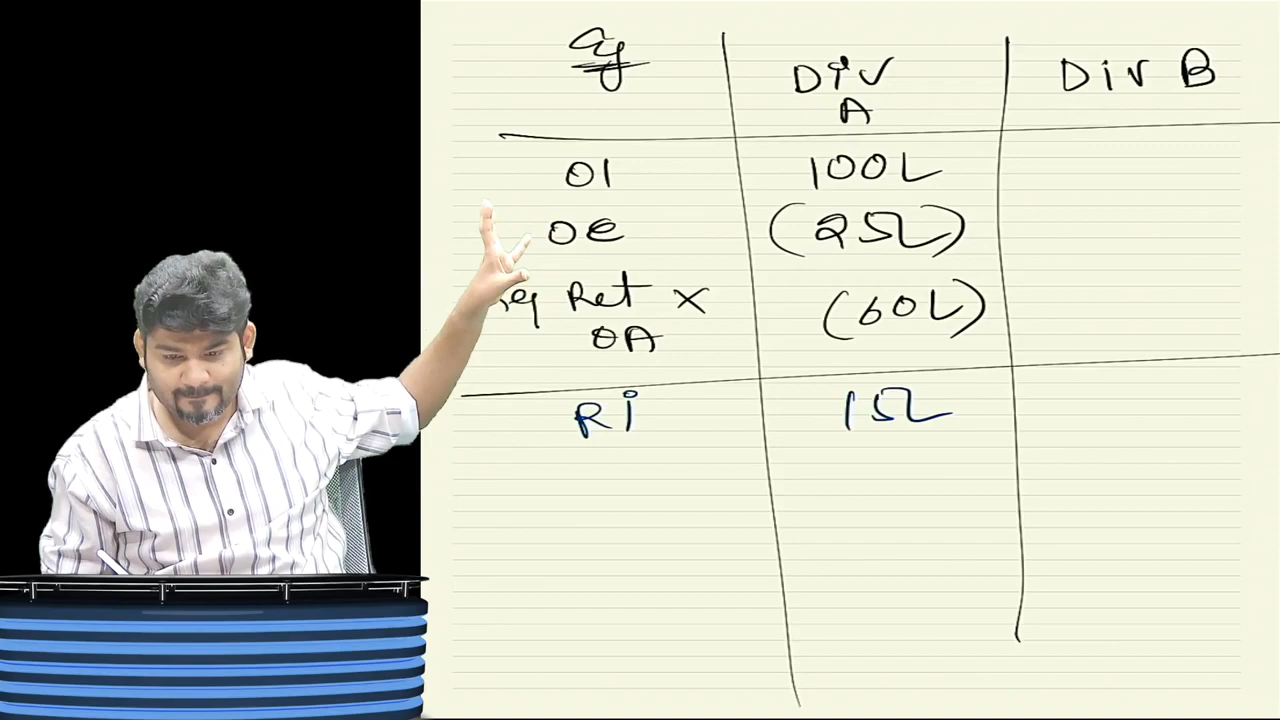 Div A
Div B
OI 100L
OE (25L)
Ret X OA (60L)
RI 15L